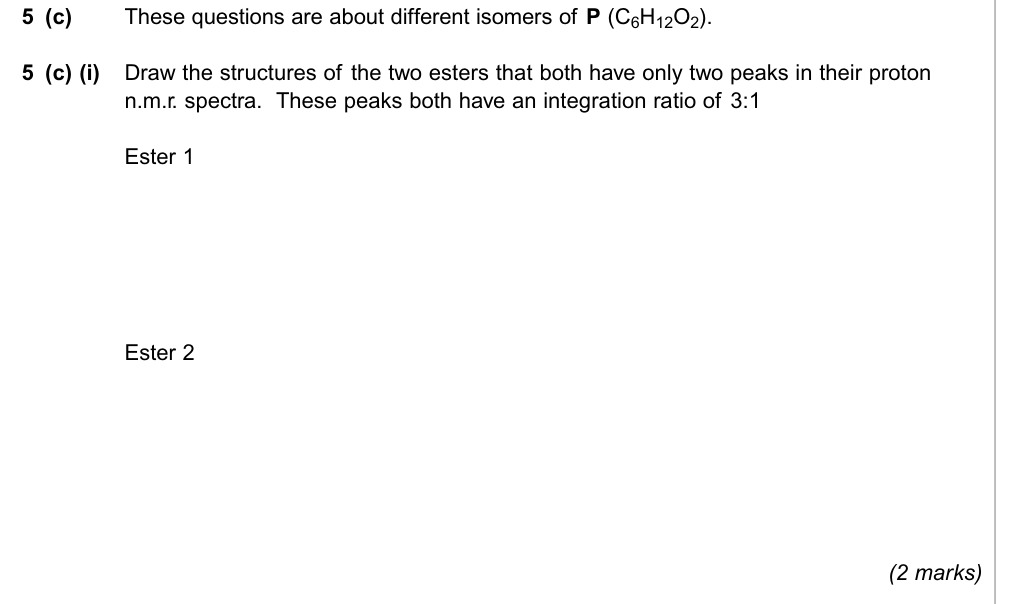 5 (c) These questions are about different isomers of P (C₆H₁₂O₂).
5 (c) (i) Draw the structures of the two esters that both have only two peaks in their proton
n.m.r. spectra. These peaks both have an integration ratio of 3:1
Ester 1
Ester 2
(2 marks)